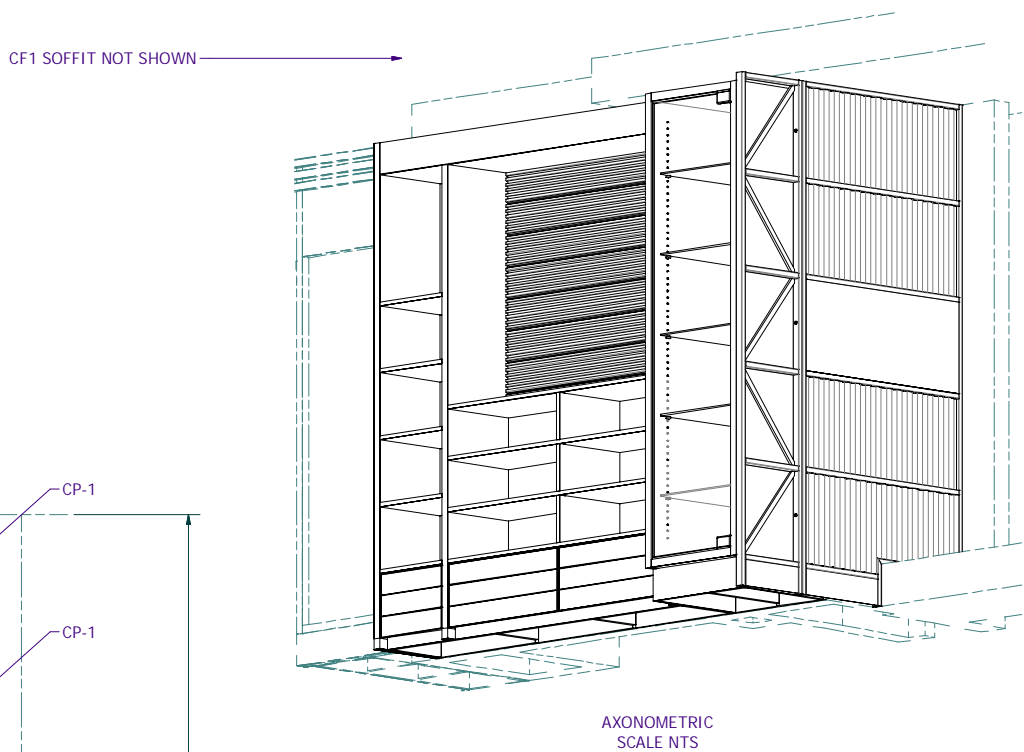 CF1 SOFFIT NOT SHOWN
CP-1
CP-1
AXONOMETRIC
SCALE NTS